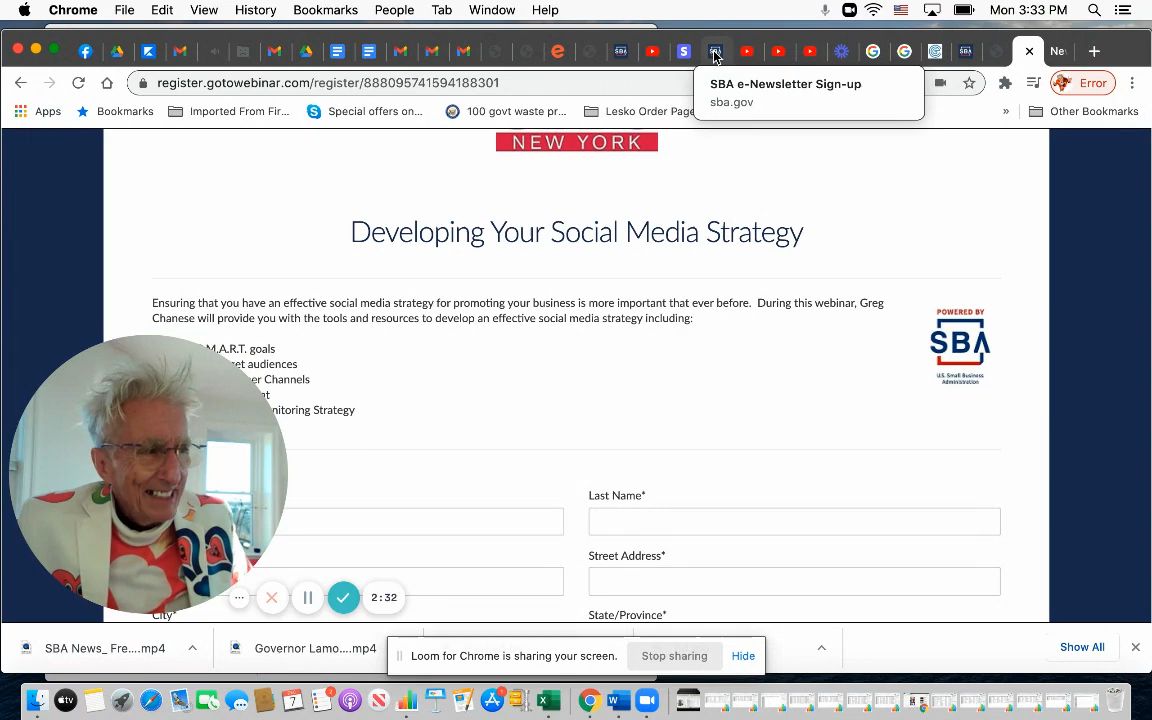 Chrome File Edit View History Bookmarks People Tab Window Help Mon 3:33 PM
New
register.gotowebinar.com/register/8880957415941883​01 Error
SBA e-Newsletter Sign-up
sba.gov
Apps Bookmarks Imported From Fir... Special offers on... 100 govt waste pr... Lesko Order Page » Other Bookmarks
NEW YORK
Developing Your Social Media Strategy
Ensuring that you have an effective social media strategy for promoting your business is more important that ever before. During this webinar, Greg
Chanese will provide you with the tools and resources to develop an effective social media strategy including:
POWERED BY
SBA
U.S. Small Business
Administration
M.A.R.T. goals
et audiences
er Channels
nt
nitoring Strategy
Last Name*
Street Address*
2:32
City*
State/Province*
SBA News_ Fre....mp4 Governor Lamo....mp4 Show All
Loom for Chrome is sharing your screen. Stop sharing Hide